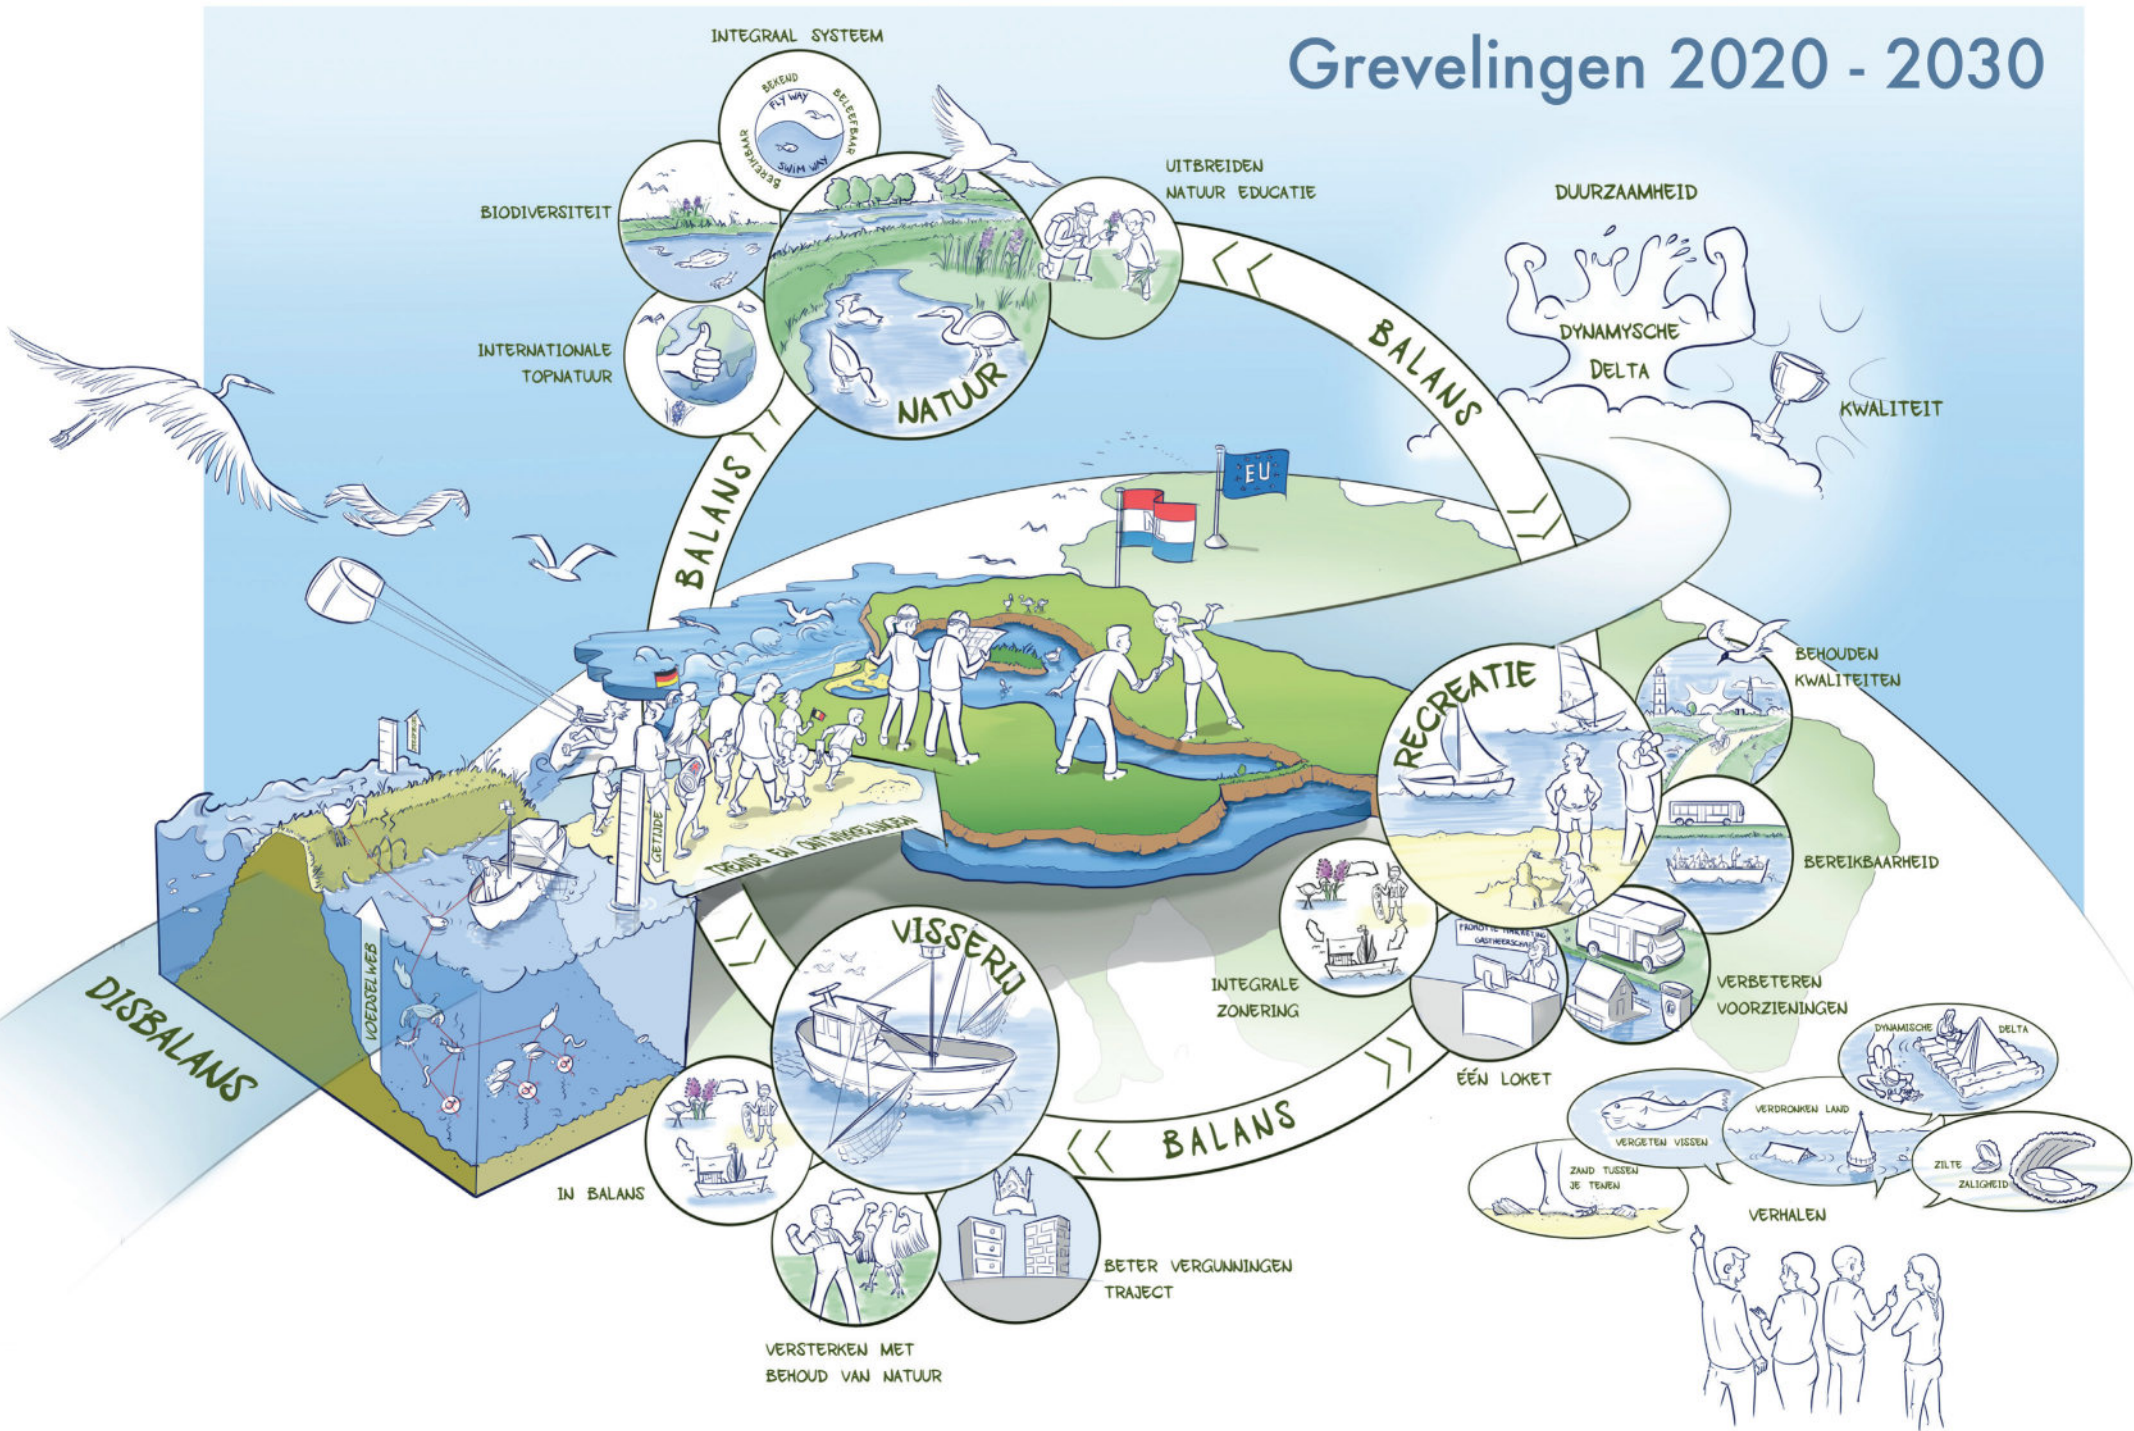 Grevelingen 2020 - 2030
INTEGRAAL SYSTEEM
BEKEND
BELEEFBAAR
BEREIKBAAR
FLY WAY
SWIM WAY
BIODIVERSITEIT
INTERNATIONALE
TOPNATUUR
NATUUR
UITBREIDEN
NATUUR EDUCATIE
BALANS
BALANS
DUURZAAMHEID
DYNAMYSCHE
DELTA
KWALITEIT
EU
NL
RECREATIE
BEHOUDEN
KWALITEITEN
BEREIKBAARHEID
VERBETEREN
VOORZIENINGEN
PROMOTIE MARKETING
GASTHEERSCHAP
ÉÉN LOKET
INTEGRALE
ZONERING
GETIJDE
TRENDS EN ONTWIKKELINGEN
VOEDSELWEB
DISBALANS
VISSERIJ
IN BALANS
VERSTERKEN MET
BEHOUD VAN NATUUR
BETER VERGUNNINGEN
TRAJECT
BALANS
DYNAMISCHE DELTA
VERGETEN VISSEN
VERDRONKEN LAND
ZAND TUSSEN
JE TENEN
ZILTE
ZALIGHEID
VERHALEN